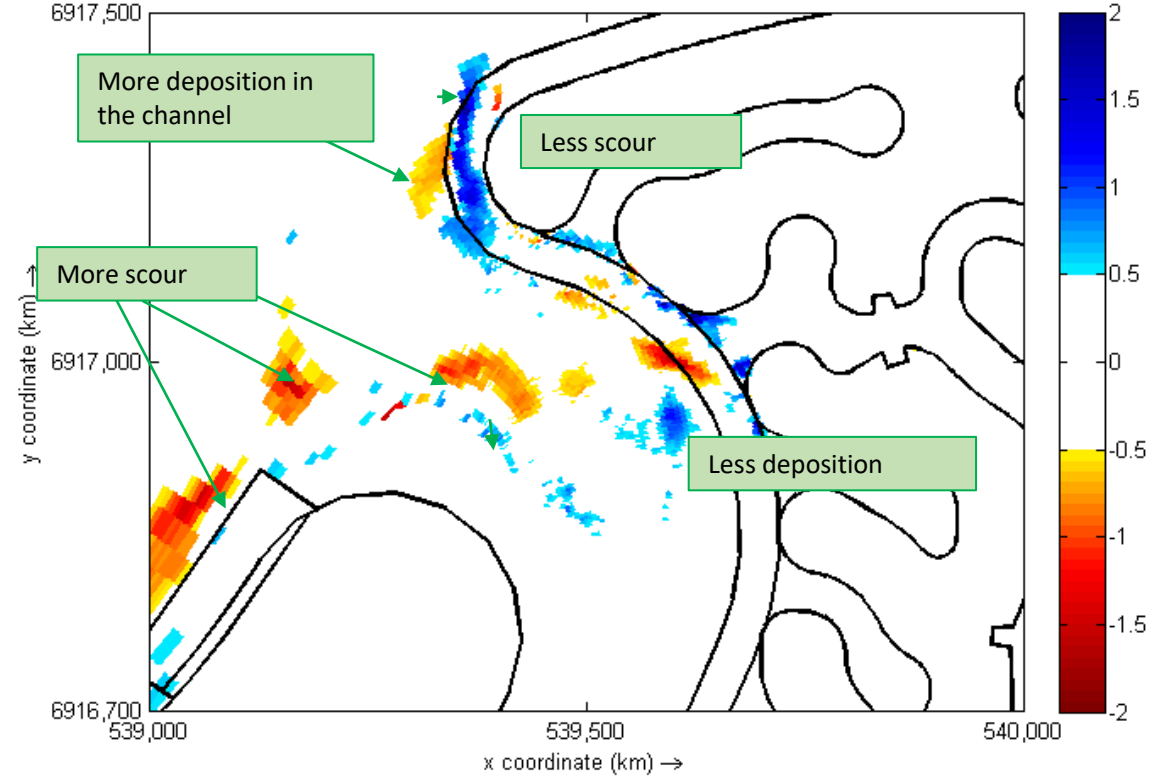 6917,500
More deposition in
the channel
Less scour
More scour
y coordinate (km) →
6917,000
Less deposition
6916,700
539,000
539,500
540,000
x coordinate (km) →
2
1.5
1
0.5
0
-0.5
-1
-1.5
-2